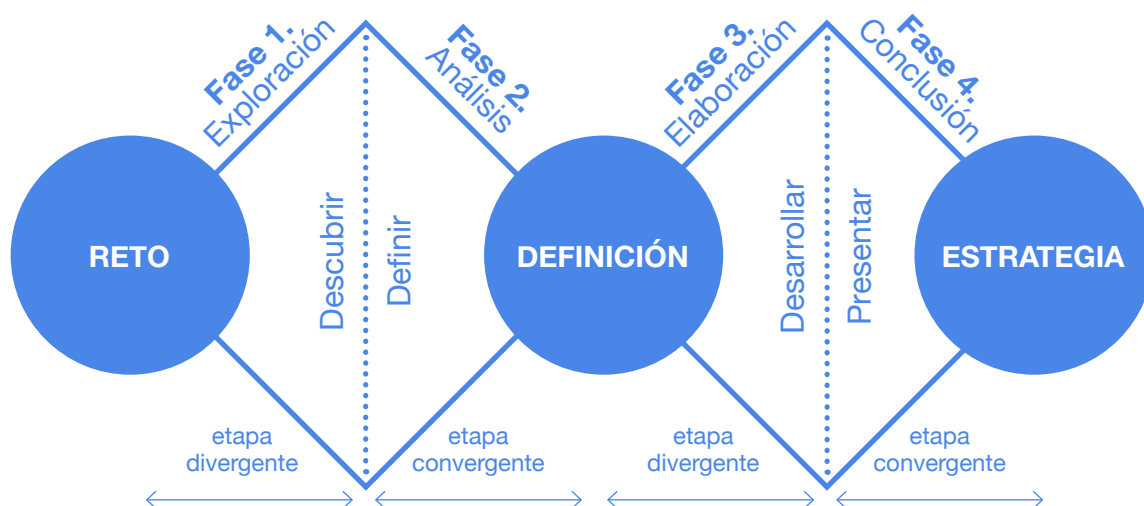 Fase 1.
Exploración
Fase 2.
Análisis
Fase 3.
Elaboración
Fase 4.
Conclusión
RETO
Descubrir
Definir
DEFINICIÓN
Desarrollar
Presentar
ESTRATEGIA
etapa
divergente
etapa
convergente
etapa
divergente
etapa
convergente